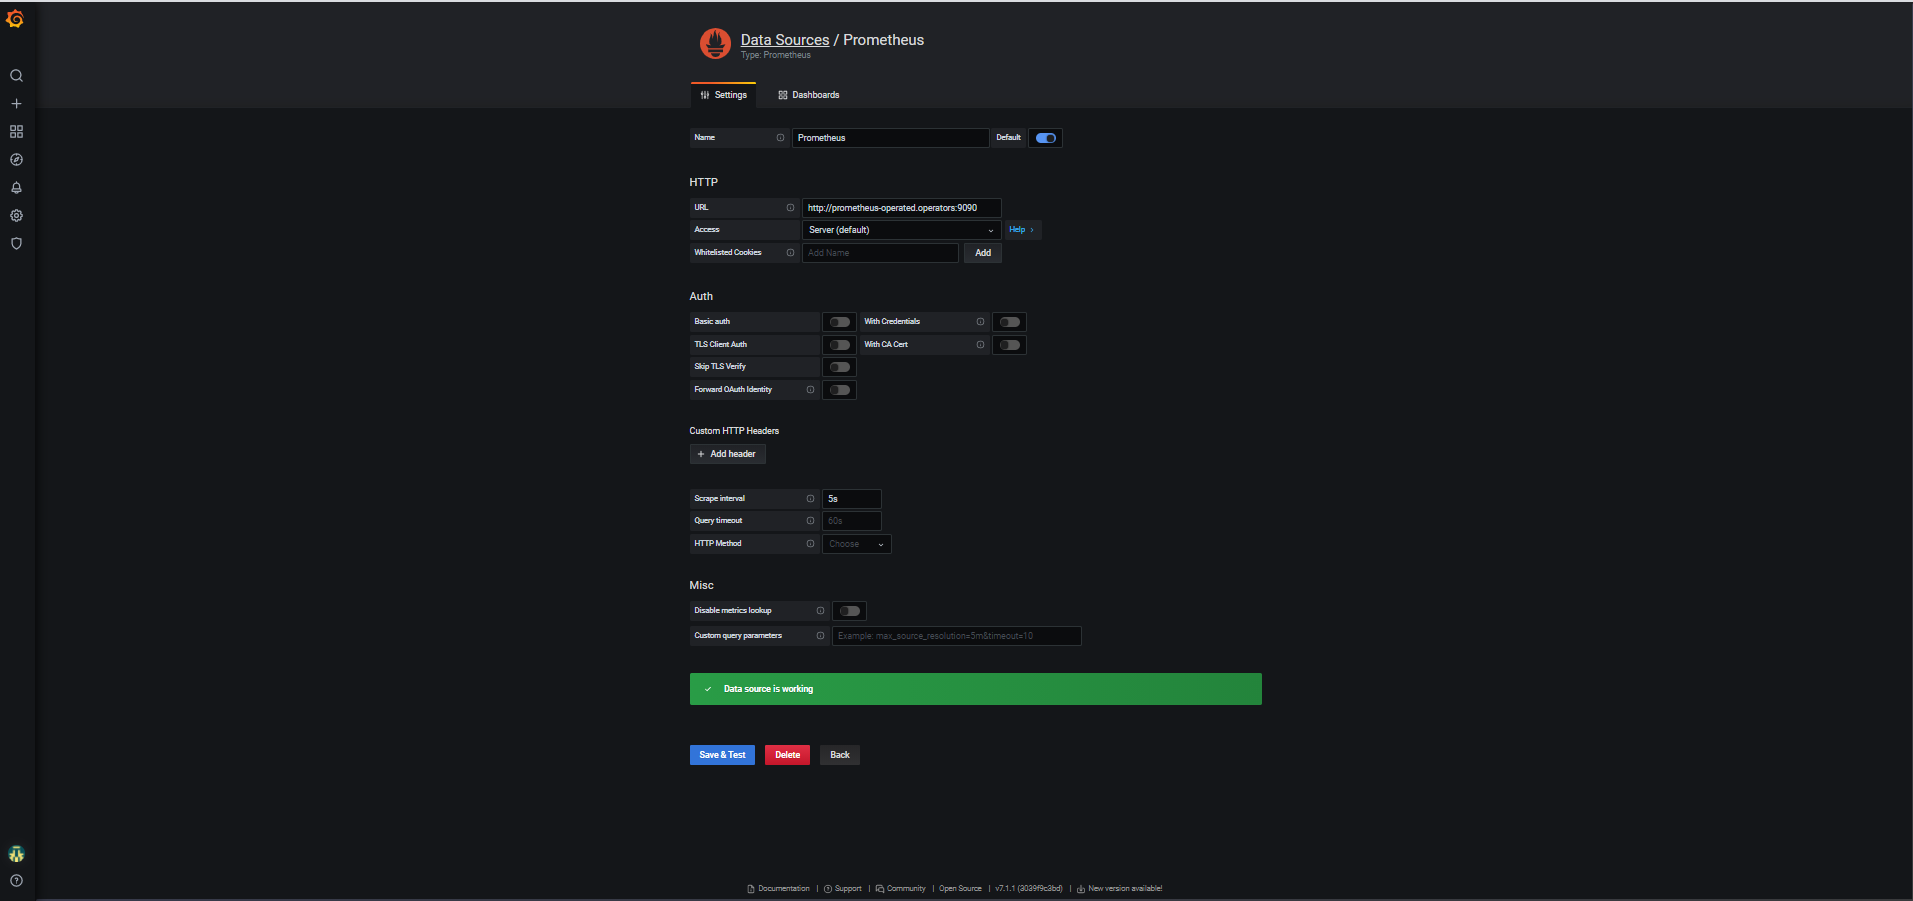 Data Sources / Prometheus
Type: Prometheus
Settings
Dashboards
Name
Prometheus
Default
HTTP
URL
http://prometheus-operated.operators:9090
Access
Server (default)
Help >
Whitelisted Cookies
Add Name
Add
Auth
Basic auth
With Credentials
TLS Client Auth
With CA Cert
Skip TLS Verify
Forward OAuth Identity
Custom HTTP Headers
+ Add header
Scrape interval
5s
Query timeout
60s
HTTP Method
Choose
Misc
Disable metrics lookup
Custom query parameters
Example: max_source_resolution=5m&timeout=10
Data source is working
Save & Test
Delete
Back
Documentation | Support | Community | Open Source | v7.1.1 (3039f9c3bd) | New version available!